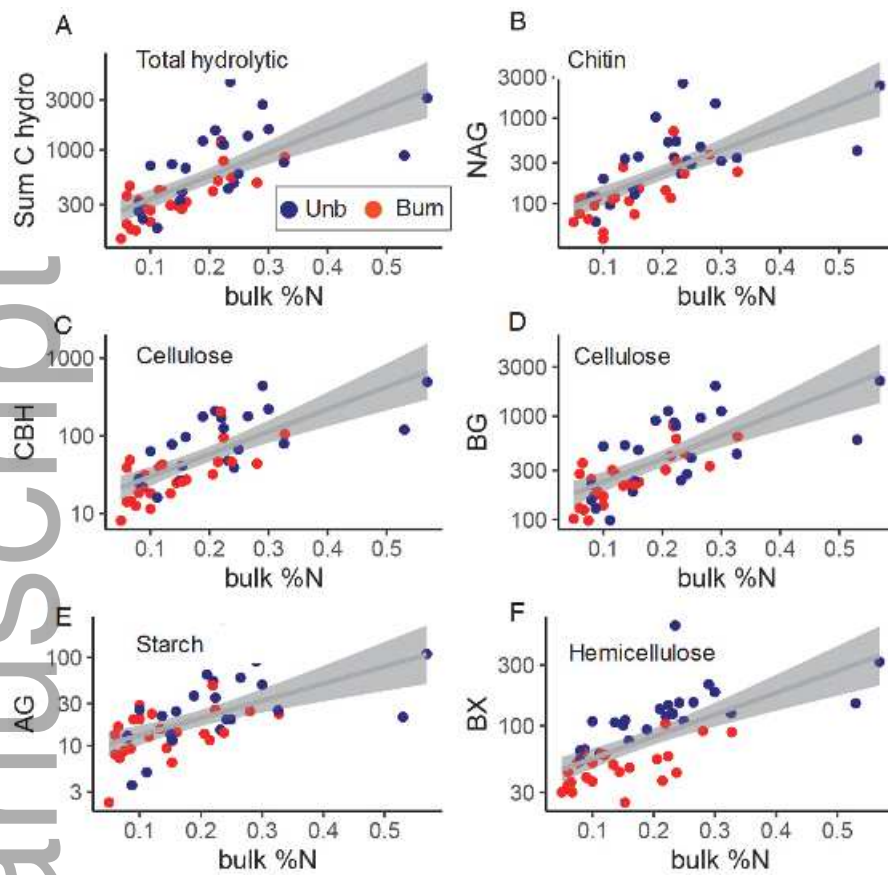 A
Total hydrolytic
Sum C hydro
3000
1000
300
Unb
Burn
0.1 0.2 0.3 0.4 0.5
bulk %N
B
Chitin
NAG
3000
1000
300
100
0.1 0.2 0.3 0.4 0.5
bulk %N
C
Cellulose
CBH
1000
100
10
0.1 0.2 0.3 0.4 0.5
bulk %N
D
Cellulose
BG
3000
1000
300
100
0.1 0.2 0.3 0.4 0.5
bulk %N
E
Starch
AG
100
30
10
3
0.1 0.2 0.3 0.4 0.5
bulk %N
F
Hemicellulose
BX
300
100
30
0.1 0.2 0.3 0.4 0.5
bulk %N